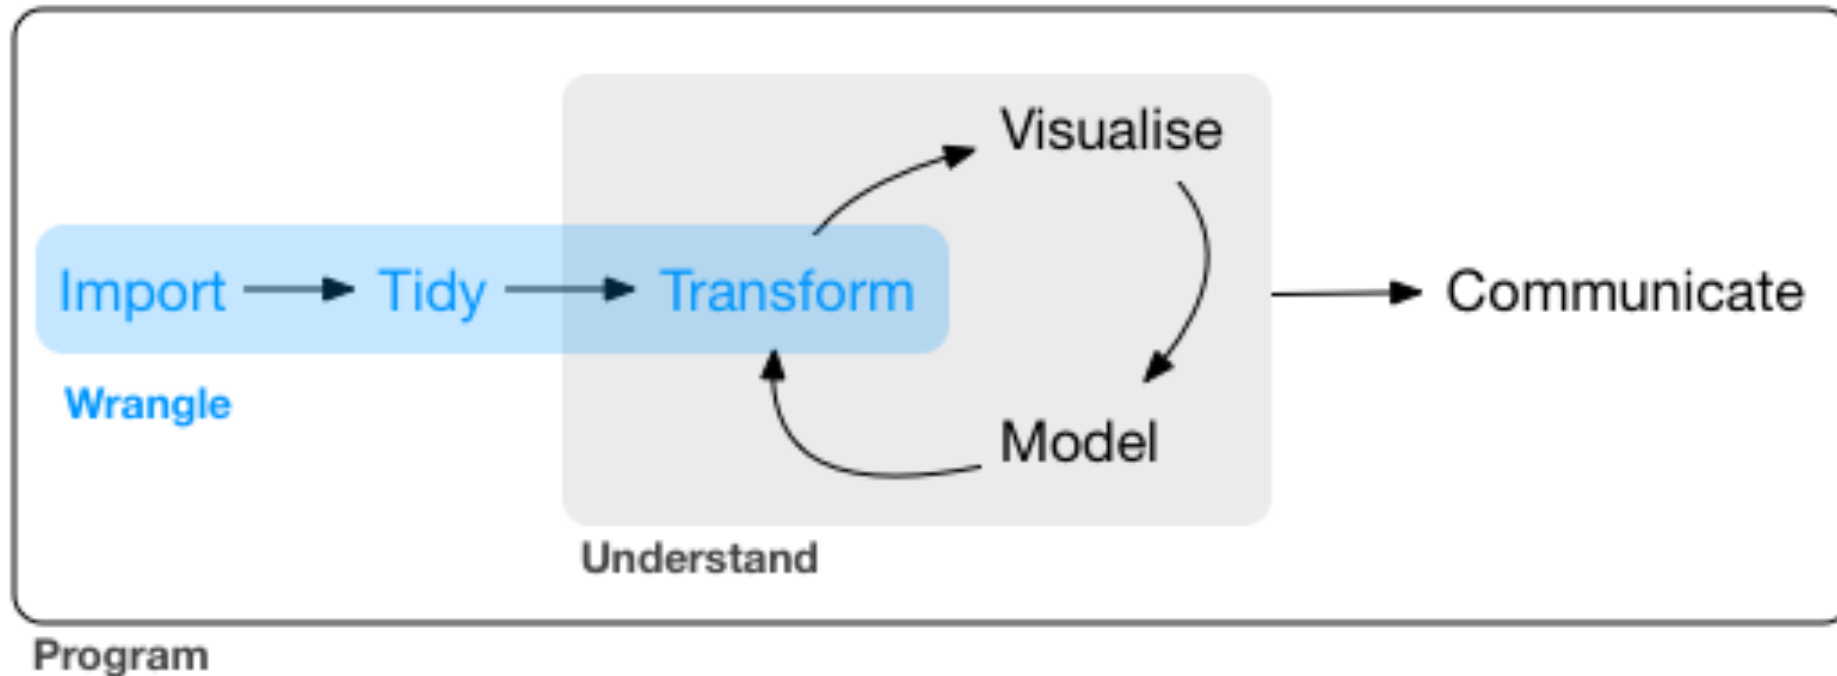 Visualise
Import Tidy Transform Communicate
Wrangle
Model
Understand
Program